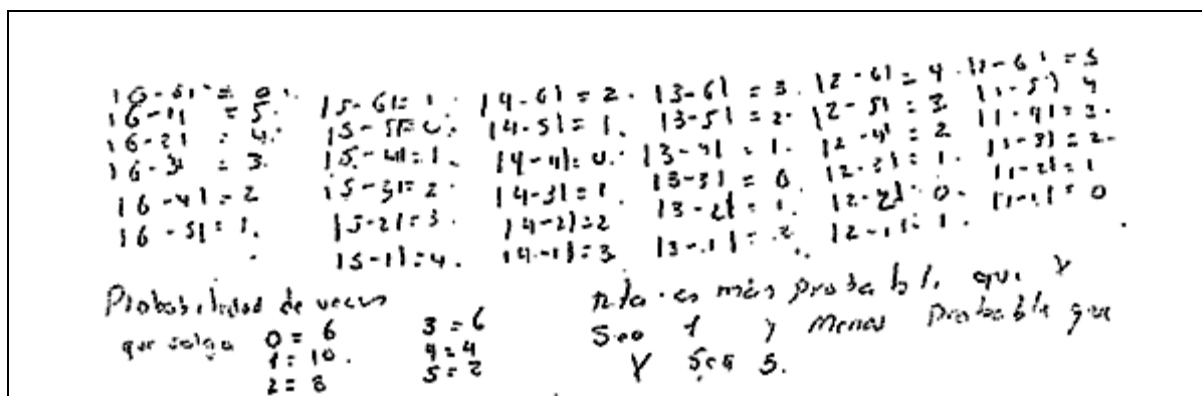 |6-6| = 0. |5-6| = 1. |4-6| = 2. |3-6| = 3. |2-6| = 4. |1-6| = 5
|6-1| = 5. |5-5| = 0. |4-5| = 1. |3-5| = 2. |2-5| = 3. |1-5| 4
|6-2| = 4. |5-4| = 1. |4-4| = 0. |3-4| = 1. |2-4| = 2 |1-4| = 3.
|6-3| = 3. |5-3| = 2. |4-3| = 1. |3-3| = 0 |2-3| = 1. |1-3| = 2.
|6-4| = 2 |5-2| = 3. |4-2| = 2 |3-2| = 1. |2-2| 0. |1-2| = 1
|6-5| = 1. |5-1| = 4. |4-1| = 3 |3-1| = 2 |2-1| = 1. |1-1| = 0
Probabilidad de veces es más probable que Y
que salga 0 = 6 3 = 6 sea 1 y menos probable que
1 = 10. 4 = 4 Y sea 5.
2 = 8 5 = 2